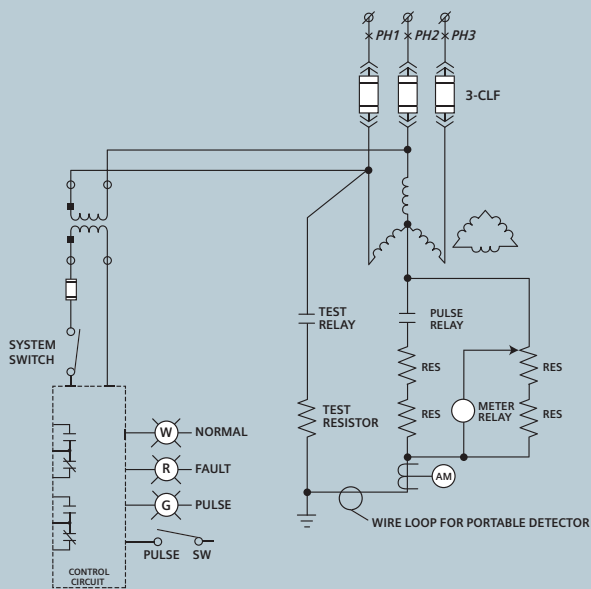 PH1 PH2 PH3
3-CLF
TEST
RELAY
PULSE
RELAY
SYSTEM
SWITCH
RES
RES
TEST
RESISTOR
RES
METER
RELAY
RES
W NORMAL
R FAULT
G PULSE
AM
PULSE SW
WIRE LOOP FOR PORTABLE DETECTOR
CONTROL
CIRCUIT